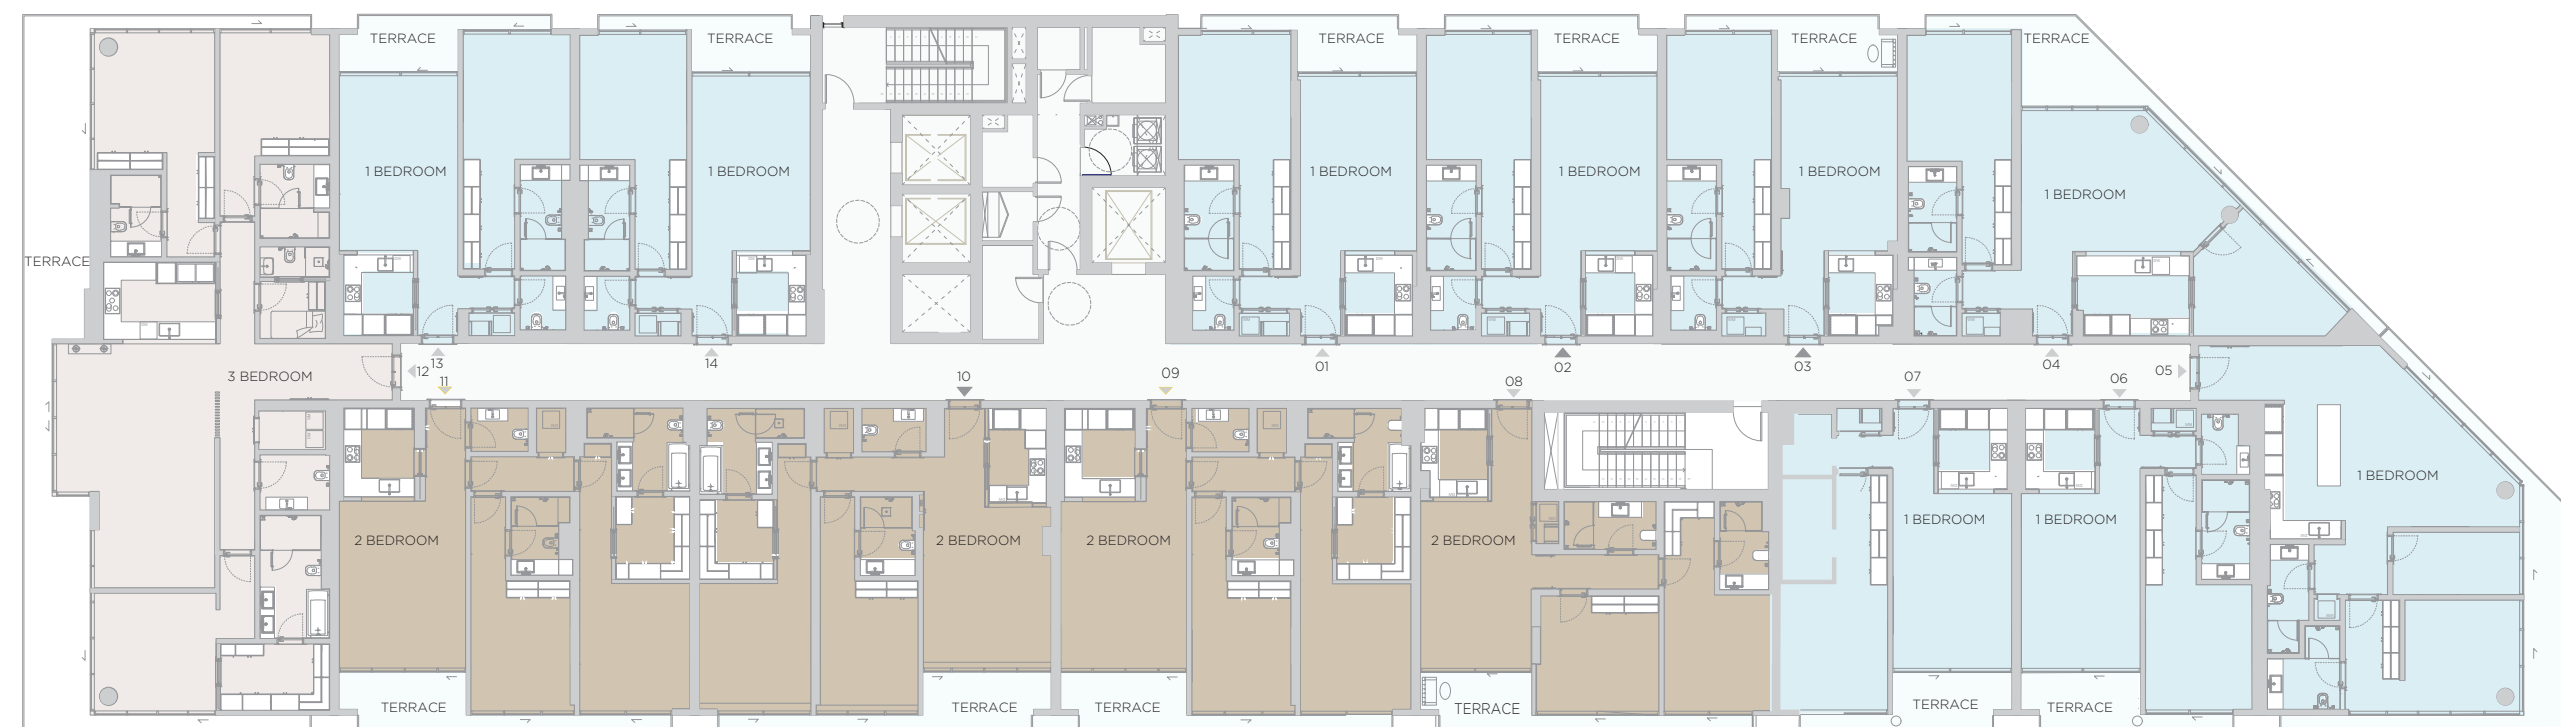 TERRACE
TERRACE
TERRACE
TERRACE
TERRACE
TERRACE
1 BEDROOM
1 BEDROOM
1 BEDROOM
1 BEDROOM
1 BEDROOM
1 BEDROOM
TERRACE
13
14
01
02
03
04
05
12
3 BEDROOM
11
10
09
08
07
06
1 BEDROOM
1 BEDROOM
1 BEDROOM
2 BEDROOM
2 BEDROOM
2 BEDROOM
2 BEDROOM
TERRACE
TERRACE
TERRACE
TERRACE
TERRACE
TERRACE